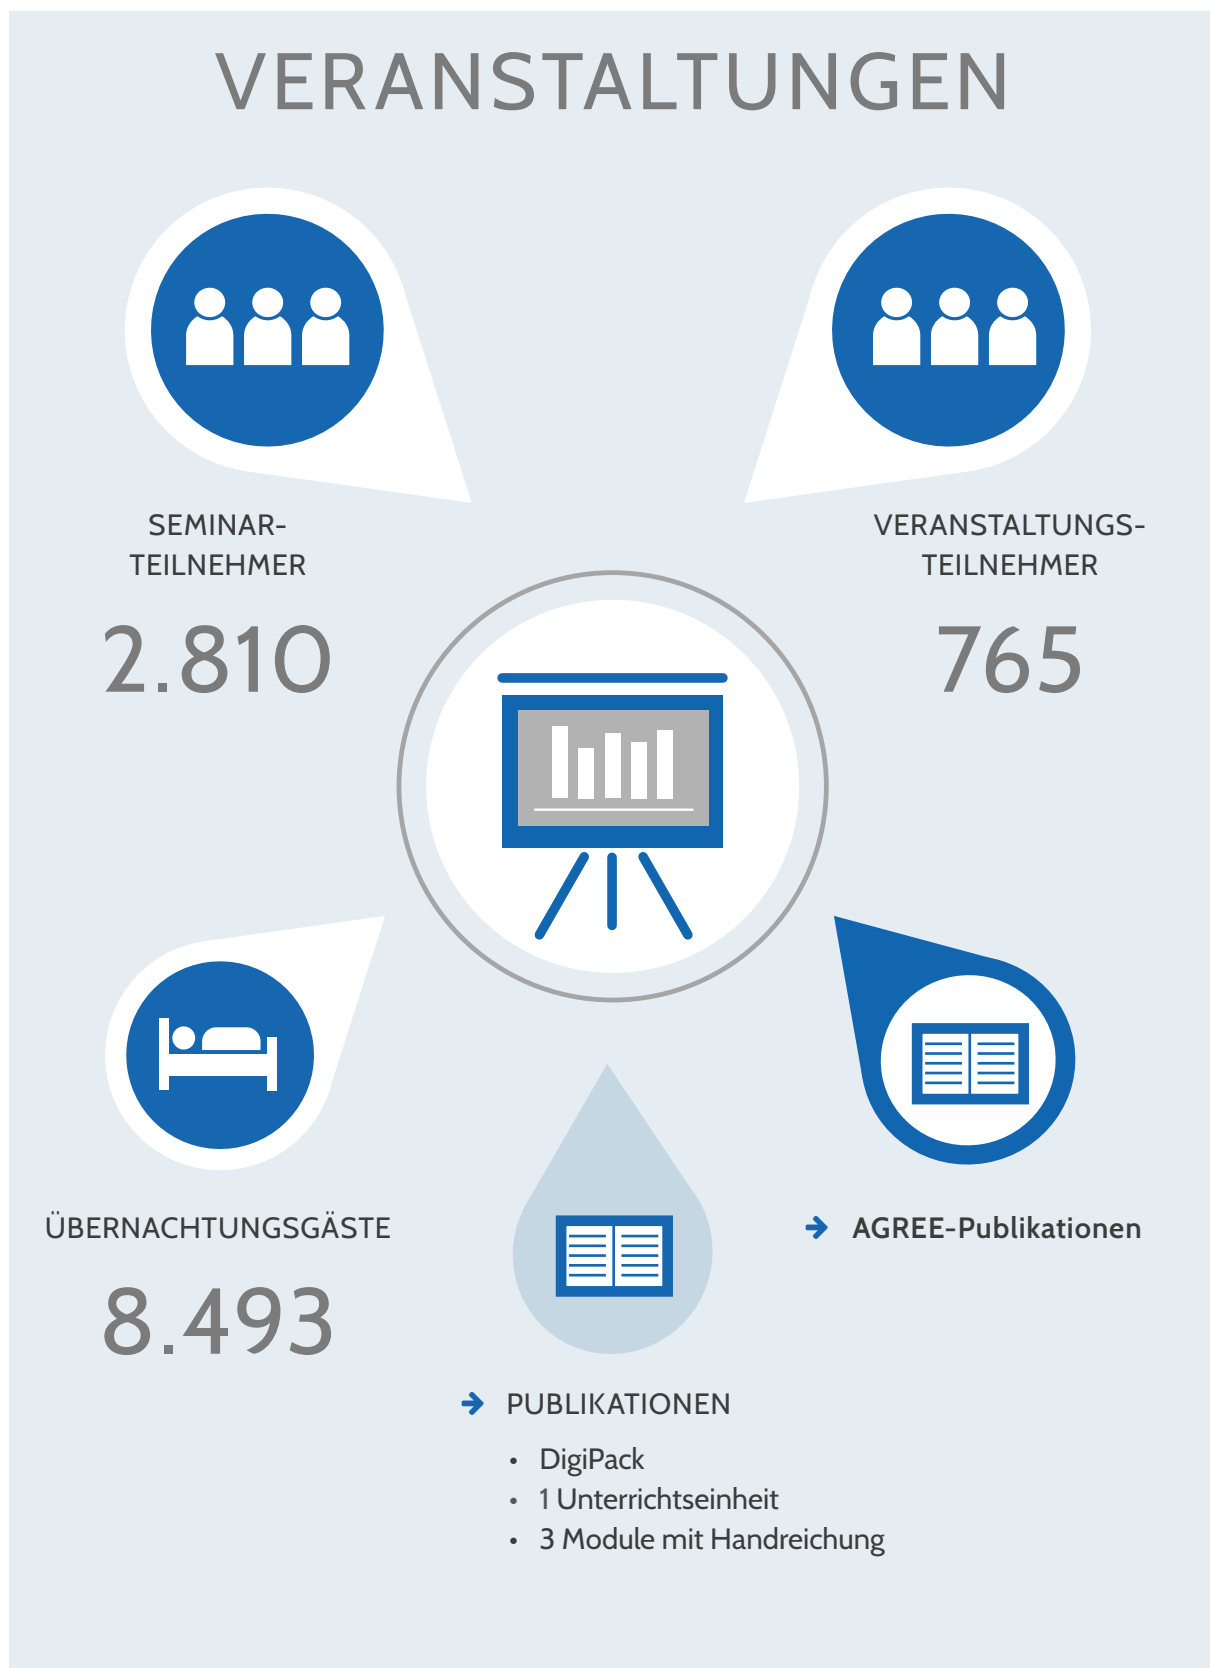 VERANSTALTUNGEN
SEMINAR-
TEILNEHMER
2.810
VERANSTALTUNGS-
TEILNEHMER
765
ÜBERNACHTUNGSGÄSTE
8.493
AGREE-Publikationen
PUBLIKATIONEN
• DigiPack
• 1 Unterrichtseinheit
• 3 Module mit Handreichung